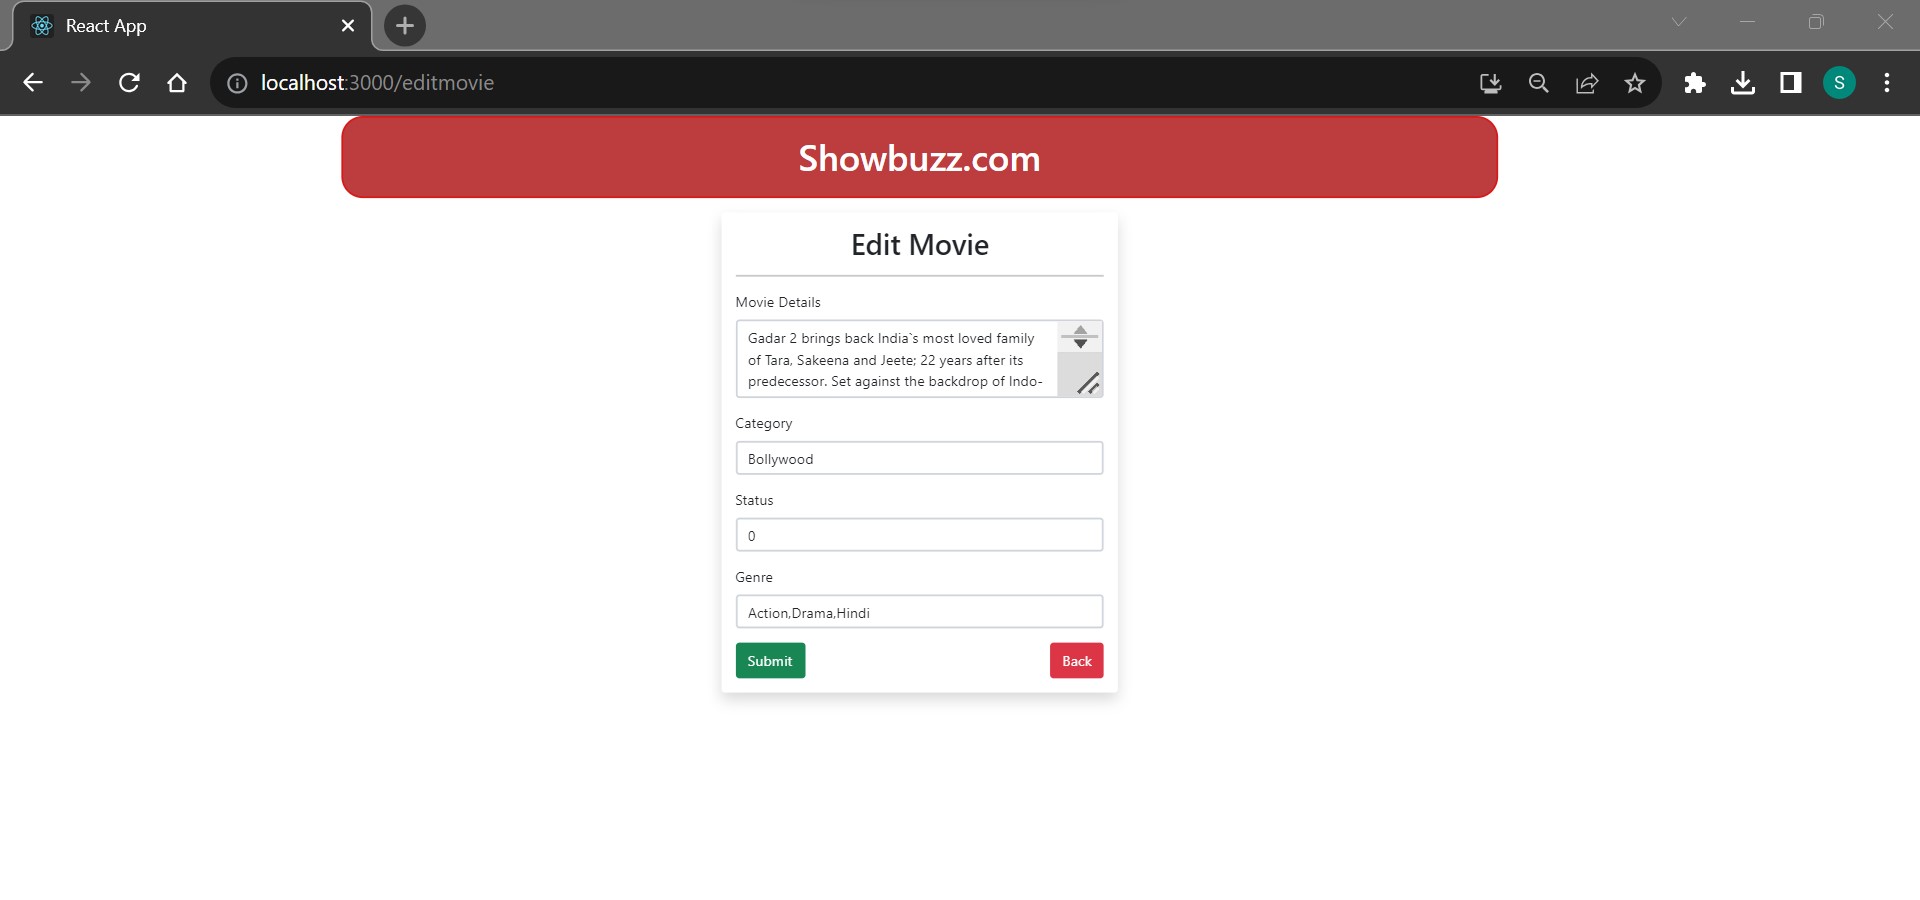 React App
localhost:3000/editmovie
S
Showbuzz.com
Edit Movie
Movie Details
Gadar 2 brings back India`s most loved family
of Tara, Sakeena and Jeete; 22 years after its
predecessor. Set against the backdrop of Indo-
Category
Bollywood
Status
0
Genre
Action,Drama,Hindi
Submit
Back